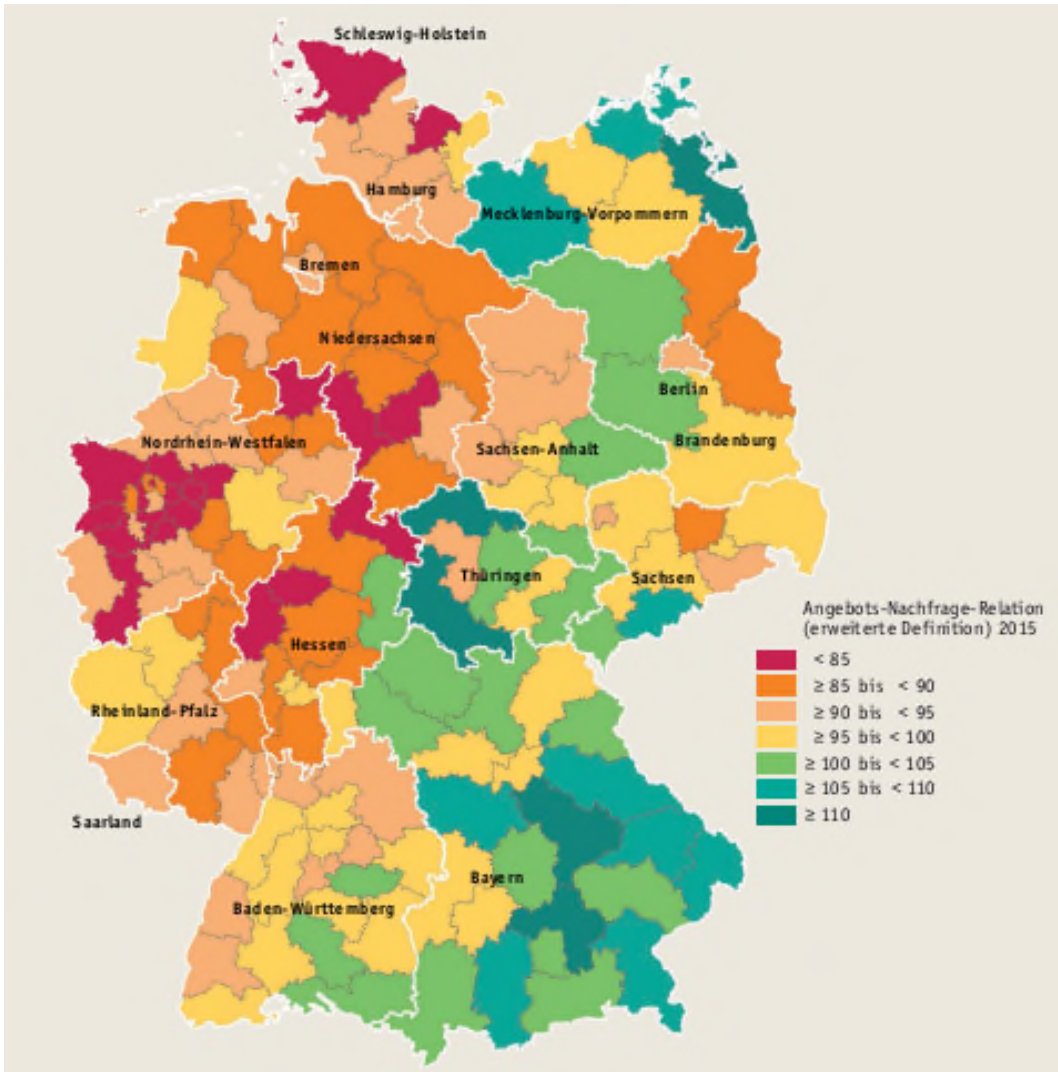 Schleswig-Holstein
Hamburg
Mecklenburg-Vorpommern
Bremen
Niedersachsen
Berlin
Nordrhein-Westfalen
Sachsen-Anhalt
Brandenburg
Thüringen
Sachsen
Hessen
Rheinland-Pfalz
Saarland
Bayern
Baden-Württemberg
Angebots-Nachfrage-Relation
(erweiterte Definition) 2015
< 85
≥ 85 bis < 90
≥ 90 bis < 95
≥ 95 bis < 100
≥ 100 bis < 105
≥ 105 bis < 110
≥ 110